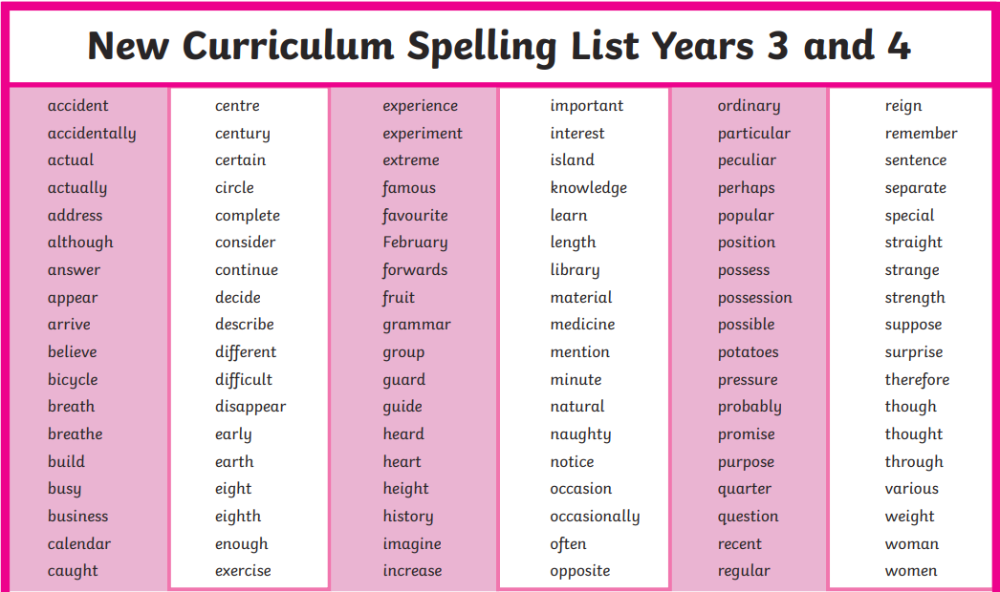 New Curriculum Spelling List Years 3 and 4
accident
accidentally
actual
actually
address
although
answer
appear
arrive
believe
bicycle
breath
breathe
build
busy
business
calendar
caught
centre
century
certain
circle
complete
consider
continue
decide
describe
different
difficult
disappear
early
earth
eight
eighth
enough
exercise
experience
experiment
extreme
famous
favourite
February
forwards
fruit
grammar
group
guard
guide
heard
heart
height
history
imagine
increase
important
interest
island
knowledge
learn
length
library
material
medicine
mention
minute
natural
naughty
notice
occasion
occasionally
often
opposite
ordinary
particular
peculiar
perhaps
popular
position
possess
possession
possible
potatoes
pressure
probably
promise
purpose
quarter
question
recent
regular
reign
remember
sentence
separate
special
straight
strange
strength
suppose
surprise
therefore
though
thought
through
various
weight
woman
women